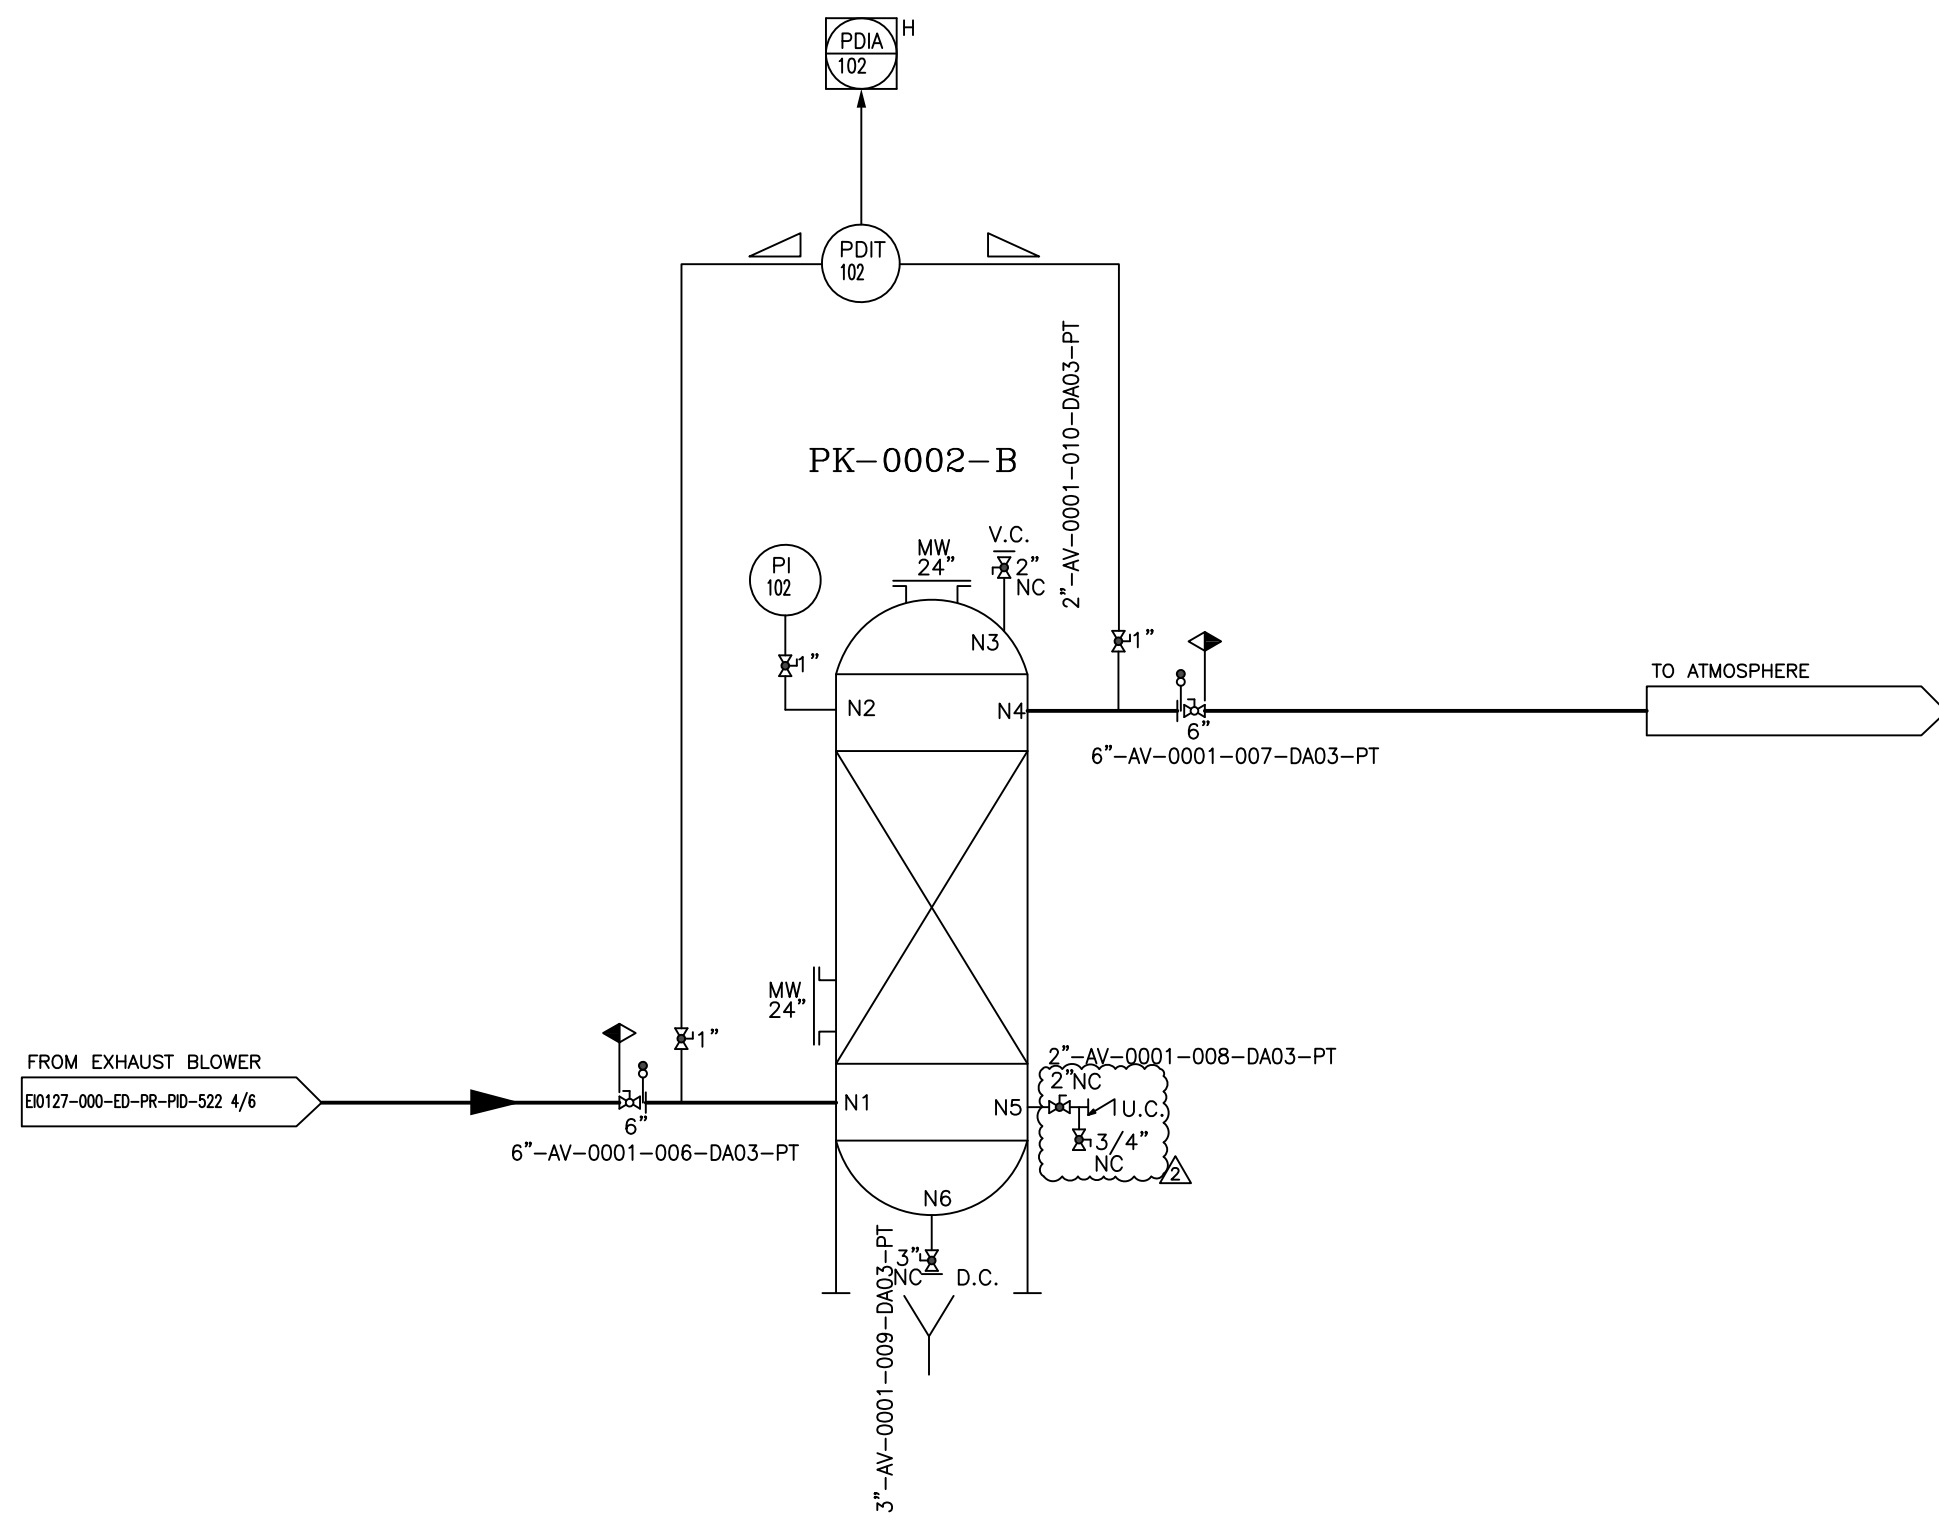 PDIA
H
102
PDIT
102
2"-AV-0001-010-DA03-PT
PK-0002-B
V.C.
MW
24"
2"
NC
PI
102
1"
N3
1"
N2
N4
TO ATMOSPHERE
6"
6"-AV-0001-007-DA03-PT
MW
24"
1"
FROM EXHAUST BLOWER
EI0127-000-ED-PR-PID-522 4/6
6"
6"-AV-0001-006-DA03-PT
N1
2"-AV-0001-008-DA03-PT
2"NC
N5
U.C.
3/4"
NC
2
N6
3"
NC
D.C.
3"-AV-0001-009-DA03-PT